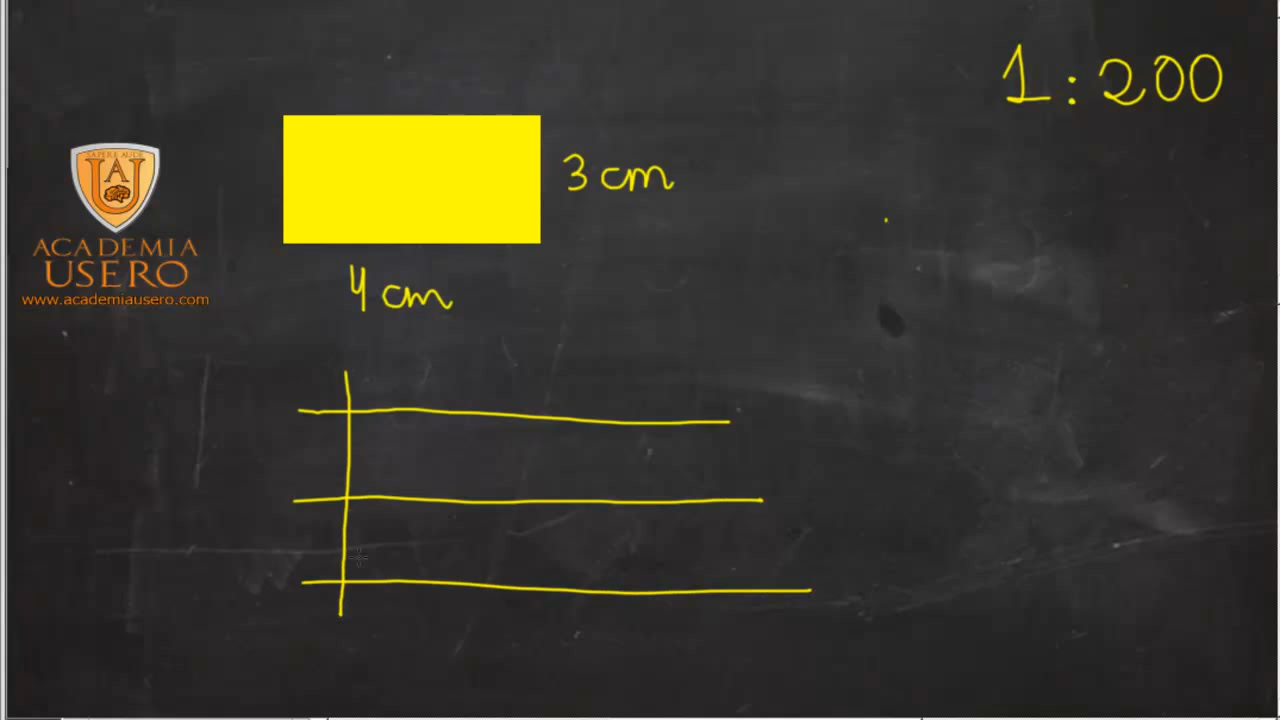 1 : 200
SAPERE AUDE
U A
ACADEMIA
USERO
www.academiausero.com
3 cm
4 cm